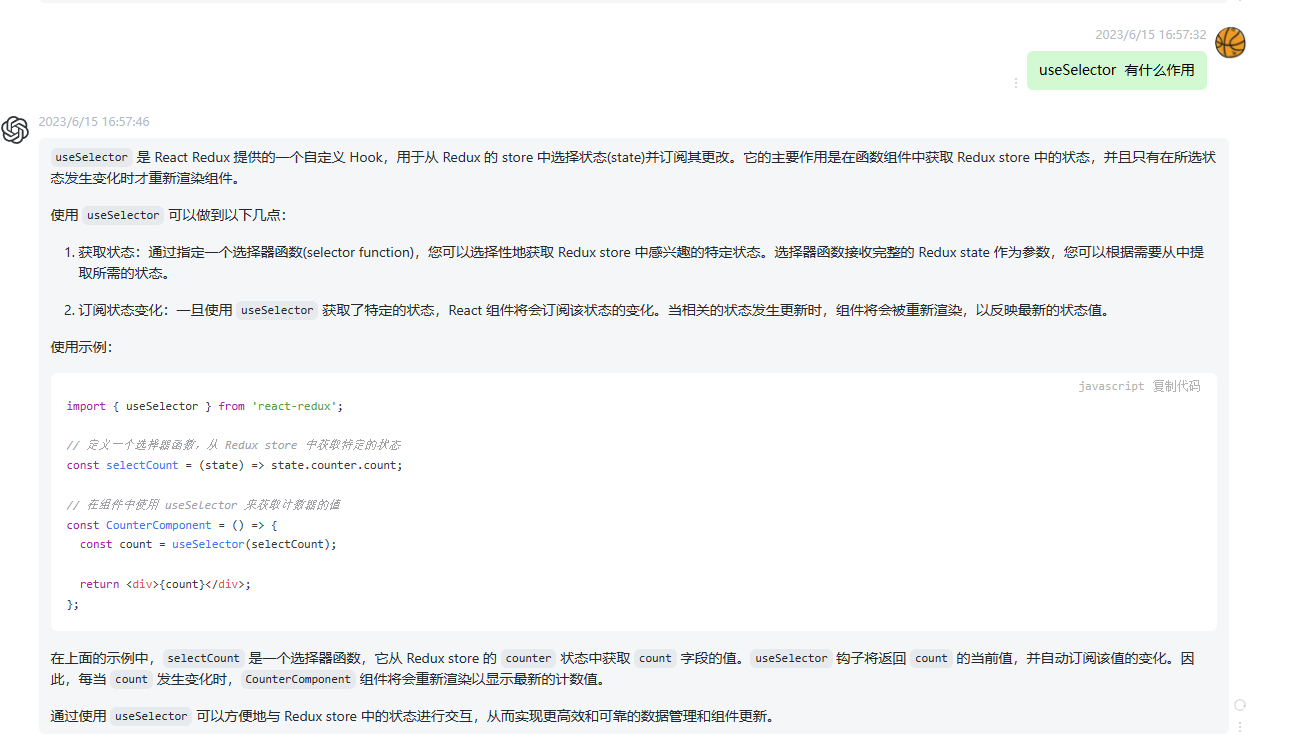 2023/6/15 16:57:32
useSelector 有什么作用
2023/6/15 16:57:46
useSelector 是 React Redux 提供的一个自定义 Hook，用于从 Redux 的 store 中选择状态(state)并订阅其更改。它的主要作用是在函数组件中获取 Redux store 中的状态，并且只有在所选状
态发生变化时才重新渲染组件。
使用 useSelector 可以做到以下几点：
1. 获取状态：通过指定一个选择器函数(selector function)，您可以选择性地获取 Redux store 中感兴趣的特定状态。选择器函数接收完整的 Redux state 作为参数，您可以根据需要从中提
取所需的状态。
2. 订阅状态变化：一旦使用 useSelector 获取了特定的状态，React 组件将会订阅该状态的变化。当相关的状态发生更新时，组件将会被重新渲染，以反映最新的状态值。
使用示例：
javascript 复制代码
import { useSelector } from 'react-redux';
// 定义一个选择器函数，从 Redux store 中获取特定的状态
const selectCount = (state) => state.counter.count;
// 在组件中使用 useSelector 来获取计数器的值
const CounterComponent = () => {
const count = useSelector(selectCount);
return <div>{count}</div>;
};
在上面的示例中，selectCount 是一个选择器函数，它从 Redux store 的 counter 状态中获取 count 字段的值。useSelector 钩子将返回 count 的当前值，并自动订阅该值的变化。因
此，每当 count 发生变化时，CounterComponent 组件将会重新渲染以显示最新的计数值。
通过使用 useSelector 可以方便地与 Redux store 中的状态进行交互，从而实现更高效和可靠的数据管理和组件更新。